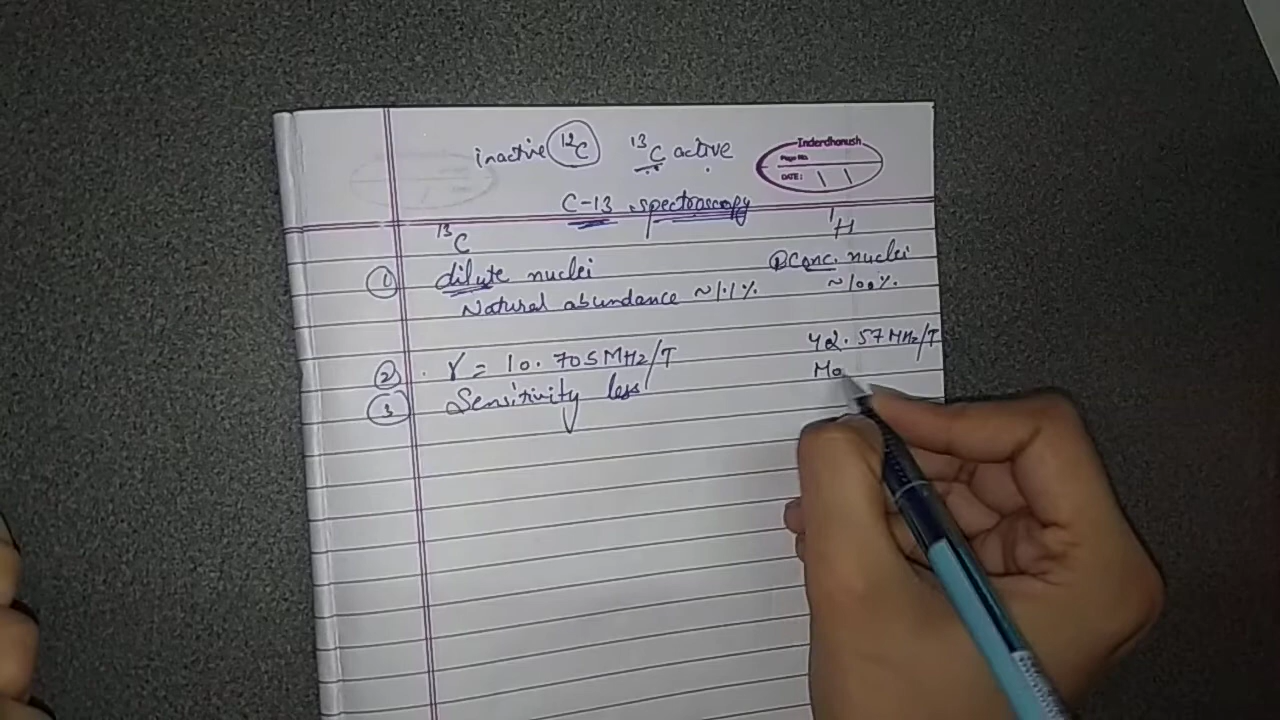 inactive ¹²C ¹³C active
Inderdhanush
Page No.
DATE:
C-13 spectroscopy
¹³C ¹H
① dilute nuclei ① Conc. nuclei
Natural abundance ~1.1% ~100%.
② γ = 10.705 MHz/T 42.57 MHz/T
③ Sensitivity less Mo